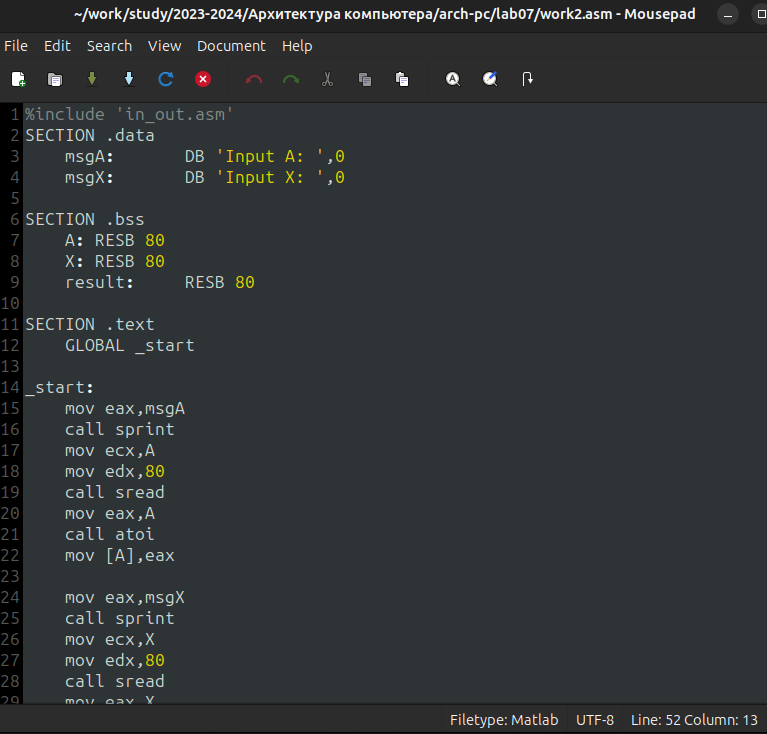 ~/work/study/2023-2024/Архитектура компьютера/arch-pc/lab07/work2.asm - Mousepad
File Edit Search View Document Help
1 %include 'in_out.asm'
2 SECTION .data
3     msgA:       DB 'Input A: ',0
4     msgX:       DB 'Input X: ',0
5
6 SECTION .bss
7     A: RESB 80
8     X: RESB 80
9     result:     RESB 80
10
11 SECTION .text
12     GLOBAL _start
13
14 _start:
15     mov eax,msgA
16     call sprint
17     mov ecx,A
18     mov edx,80
19     call sread
20     mov eax,A
21     call atoi
22     mov [A],eax
23
24     mov eax,msgX
25     call sprint
26     mov ecx,X
27     mov edx,80
28     call sread
29     mov eax,X
Filetype: Matlab UTF-8 Line: 52 Column: 13